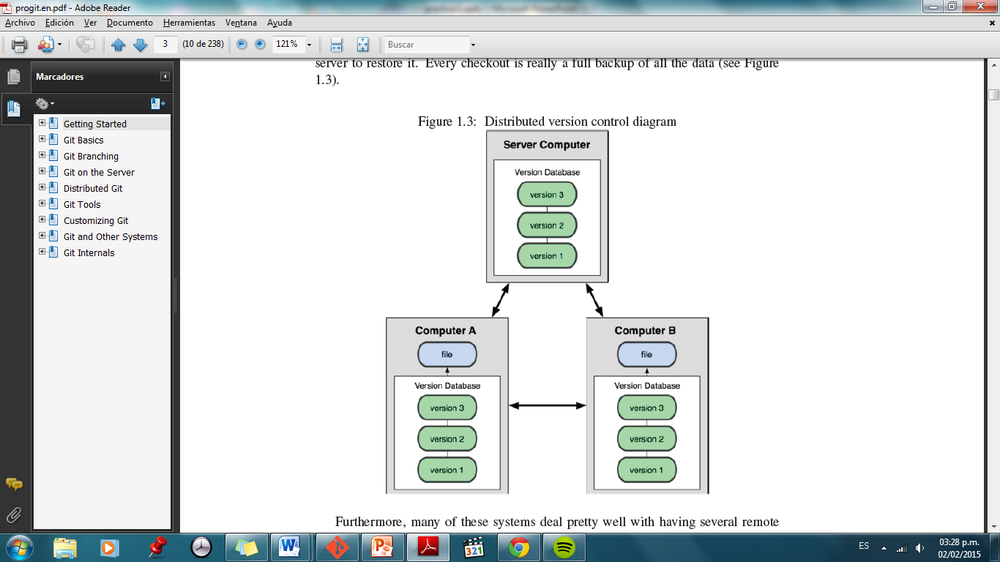 progit.en.pdf - Adobe Reader
Archivo Edición Ver Documento Herramientas Ventana Ayuda
3 (10 de 238) 121% Buscar
Marcadores
Getting Started
Git Basics
Git Branching
Git on the Server
Distributed Git
Git Tools
Customizing Git
Git and Other Systems
Git Internals
server to restore it. Every checkout is really a full backup of all the data (see Figure
1.3).
Figure 1.3: Distributed version control diagram
Server Computer
Version Database
version 3
version 2
version 1
Computer A
file
Version Database
version 3
version 2
version 1
Computer B
file
Version Database
version 3
version 2
version 1
Furthermore, many of these systems deal pretty well with having several remote
321
ES
03:28 p.m.
02/02/2015